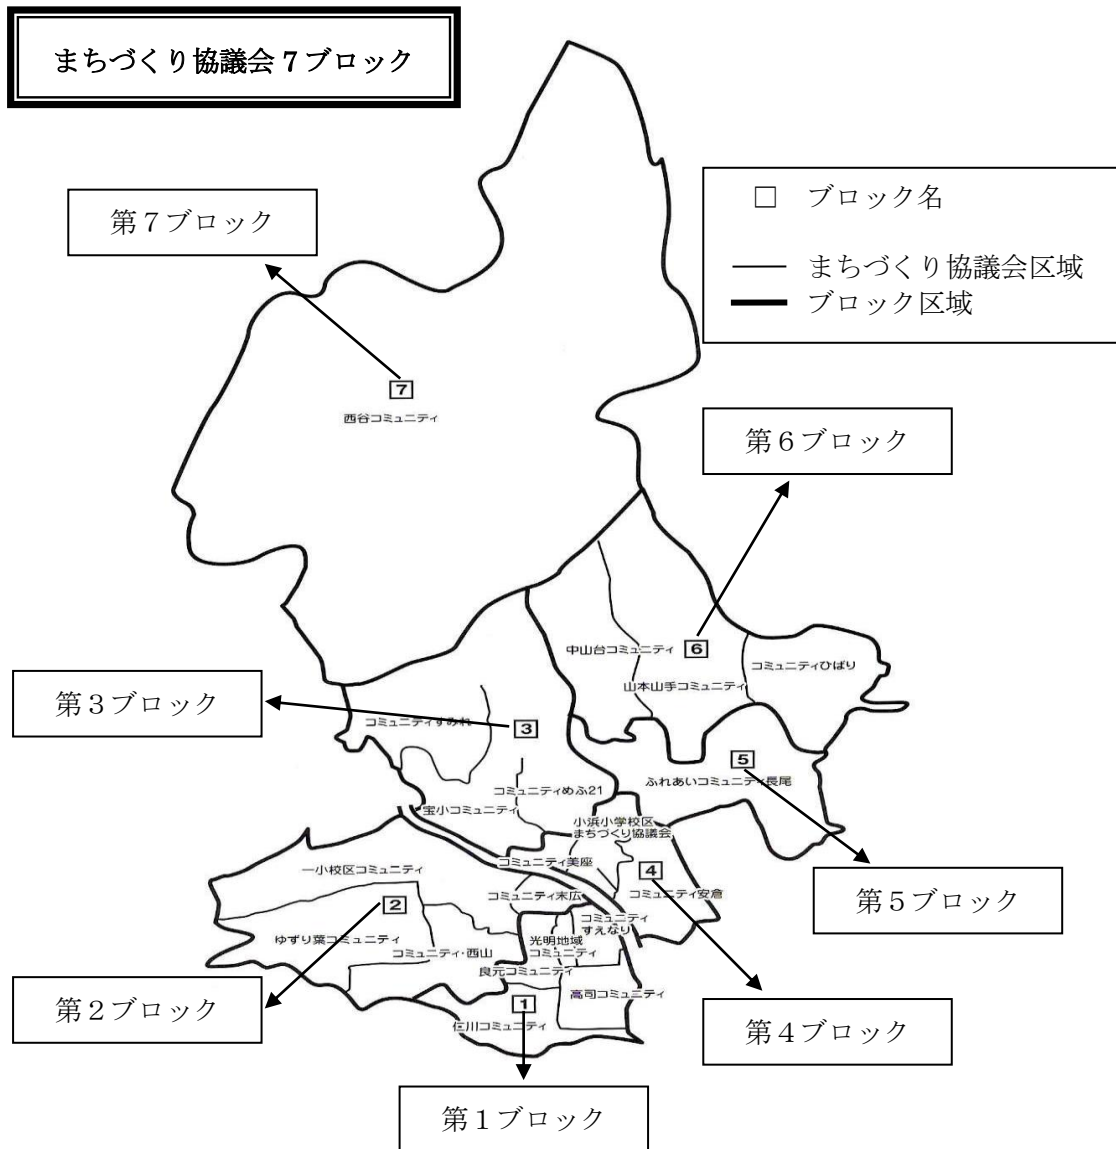 まちづくり協議会７ブロック
□ ブロック名
まちづくり協議会区域
ブロック区域
第７ブロック
7
西谷コミュニティ
第６ブロック
中山台コミュニティ
6
コミュニティひばり
山本山手コミュニティ
第３ブロック
コミュニティすみれ
3
5
ふれあいコミュニティ長尾
コミュニティめふ21
宝小コミュニティ
小浜小学校区
まちづくり協議会
コミュニティ美座
4
コミュニティ安倉
第５ブロック
一小校区コミュニティ
2
コミュニティ末広
コミュニティ
すえなり
ゆずり葉コミュニティ
コミュニティ・西山
光明地域
コミュニティ
良元コミュニティ
高司コミュニティ
第２ブロック
1
仁川コミュニティ
第４ブロック
第１ブロック